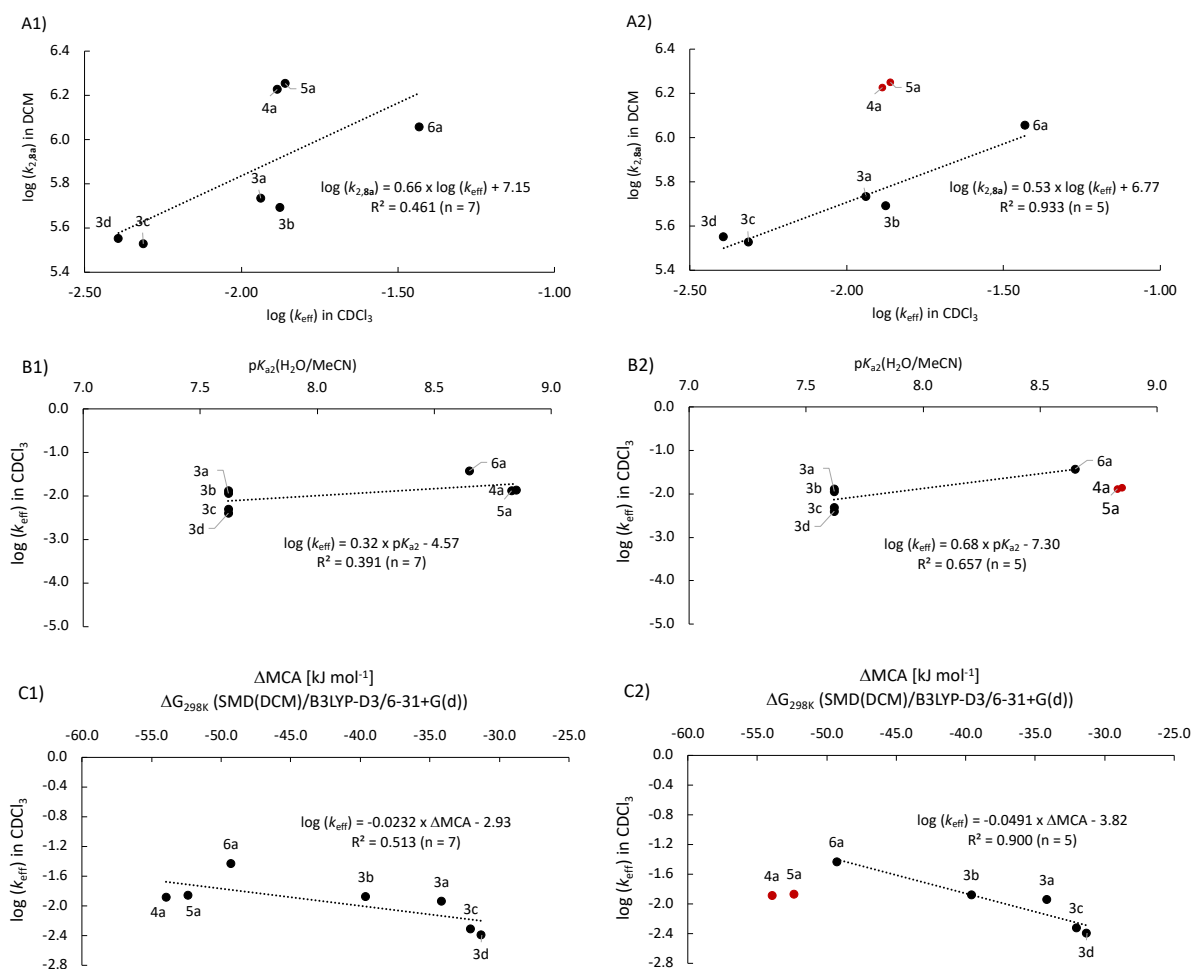 A1)
6.4
6.2
6.0
5.8
5.6
5.4
-2.50
-2.00
-1.50
-1.00
log (k2,8a) in DCM
log (keff) in CDCl3
5a
4a
6a
3a
3b
3d
3c
log (k2,8a) = 0.66 x log (keff) + 7.15
R² = 0.461 (n = 7)
A2)
6.4
6.2
6.0
5.8
5.6
5.4
-2.50
-2.00
-1.50
-1.00
log (k2,8a) in DCM
log (keff) in CDCl3
5a
4a
6a
3a
3b
3d
3c
log (k2,8a) = 0.53 x log (keff) + 6.77
R² = 0.933 (n = 5)
B1)
pKa2(H2O/MeCN)
7.0
7.5
8.0
8.5
9.0
0.0
-1.0
-2.0
-3.0
-4.0
-5.0
log (keff) in CDCl3
3a
3b
3c
3d
6a
4a
5a
log (keff) = 0.32 x pKa2 - 4.57
R² = 0.391 (n = 7)
B2)
pKa2(H2O/MeCN)
7.0
7.5
8.0
8.5
9.0
0.0
-1.0
-2.0
-3.0
-4.0
-5.0
log (keff) in CDCl3
3a
3b
3c
3d
6a
4a
5a
log (keff) = 0.68 x pKa2 - 7.30
R² = 0.657 (n = 5)
C1)
ΔMCA [kJ mol-1]
ΔG298K (SMD(DCM)/B3LYP-D3/6-31+G(d))
-60.0
-55.0
-50.0
-45.0
-40.0
-35.0
-30.0
-25.0
0.0
-0.4
-0.8
-1.2
-1.6
-2.0
-2.4
-2.8
log (keff) in CDCl3
log (keff) = -0.0232 x ΔMCA - 2.93
R² = 0.513 (n = 7)
6a
4a
5a
3b
3a
3c
3d
C2)
ΔMCA [kJ mol-1]
ΔG298K (SMD(DCM)/B3LYP-D3/6-31+G(d))
-60.0
-55.0
-50.0
-45.0
-40.0
-35.0
-30.0
-25.0
0.0
-0.4
-0.8
-1.2
-1.6
-2.0
-2.4
-2.8
log (keff) in CDCl3
log (keff) = -0.0491 x ΔMCA - 3.82
R² = 0.900 (n = 5)
6a
4a
5a
3b
3a
3c
3d